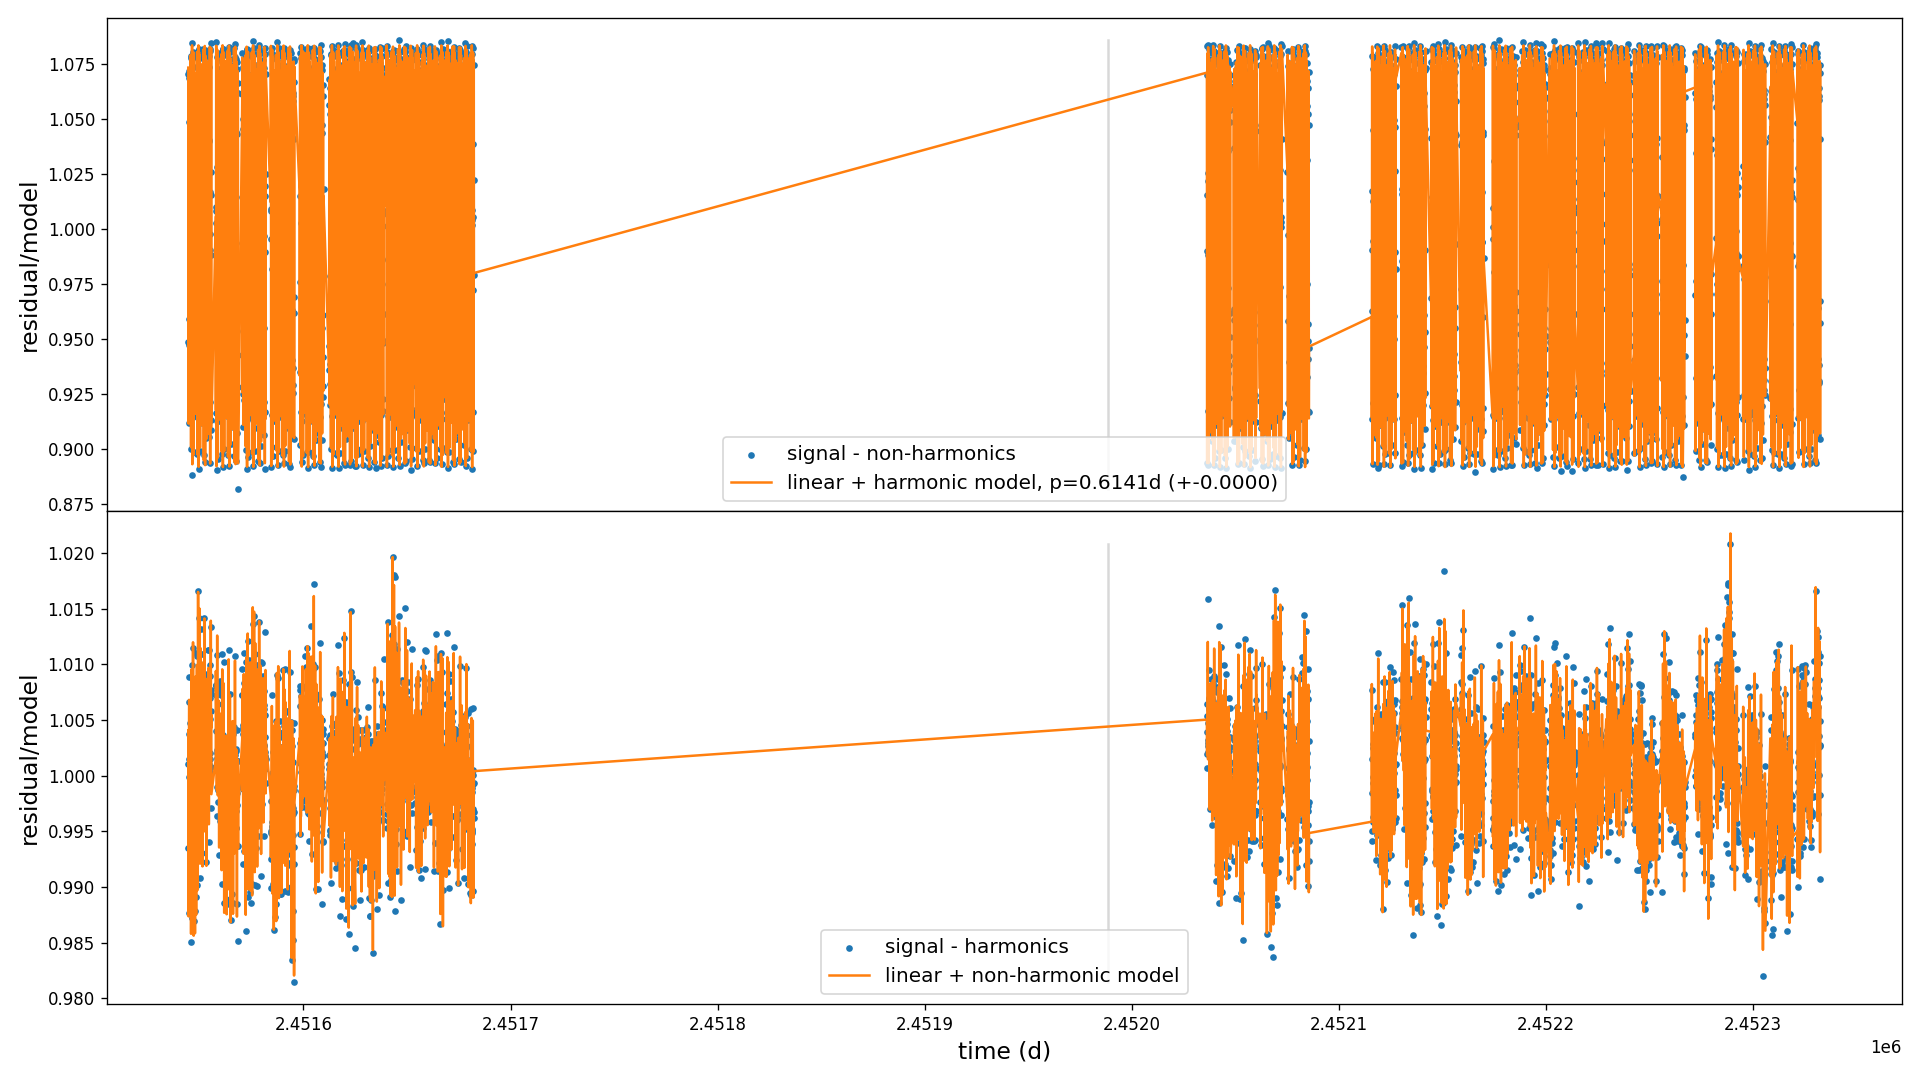 1.075
1.050
1.025
1.000
0.975
0.950
0.925
0.900
0.875
residual/model
signal - non-harmonics
linear + harmonic model, p=0.6141d (+-0.0000)
1.020
1.015
1.010
1.005
1.000
0.995
0.990
0.985
0.980
residual/model
signal - harmonics
linear + non-harmonic model
2.4516 2.4517 2.4518 2.4519 2.4520 2.4521 2.4522 2.4523
time (d)
1e6